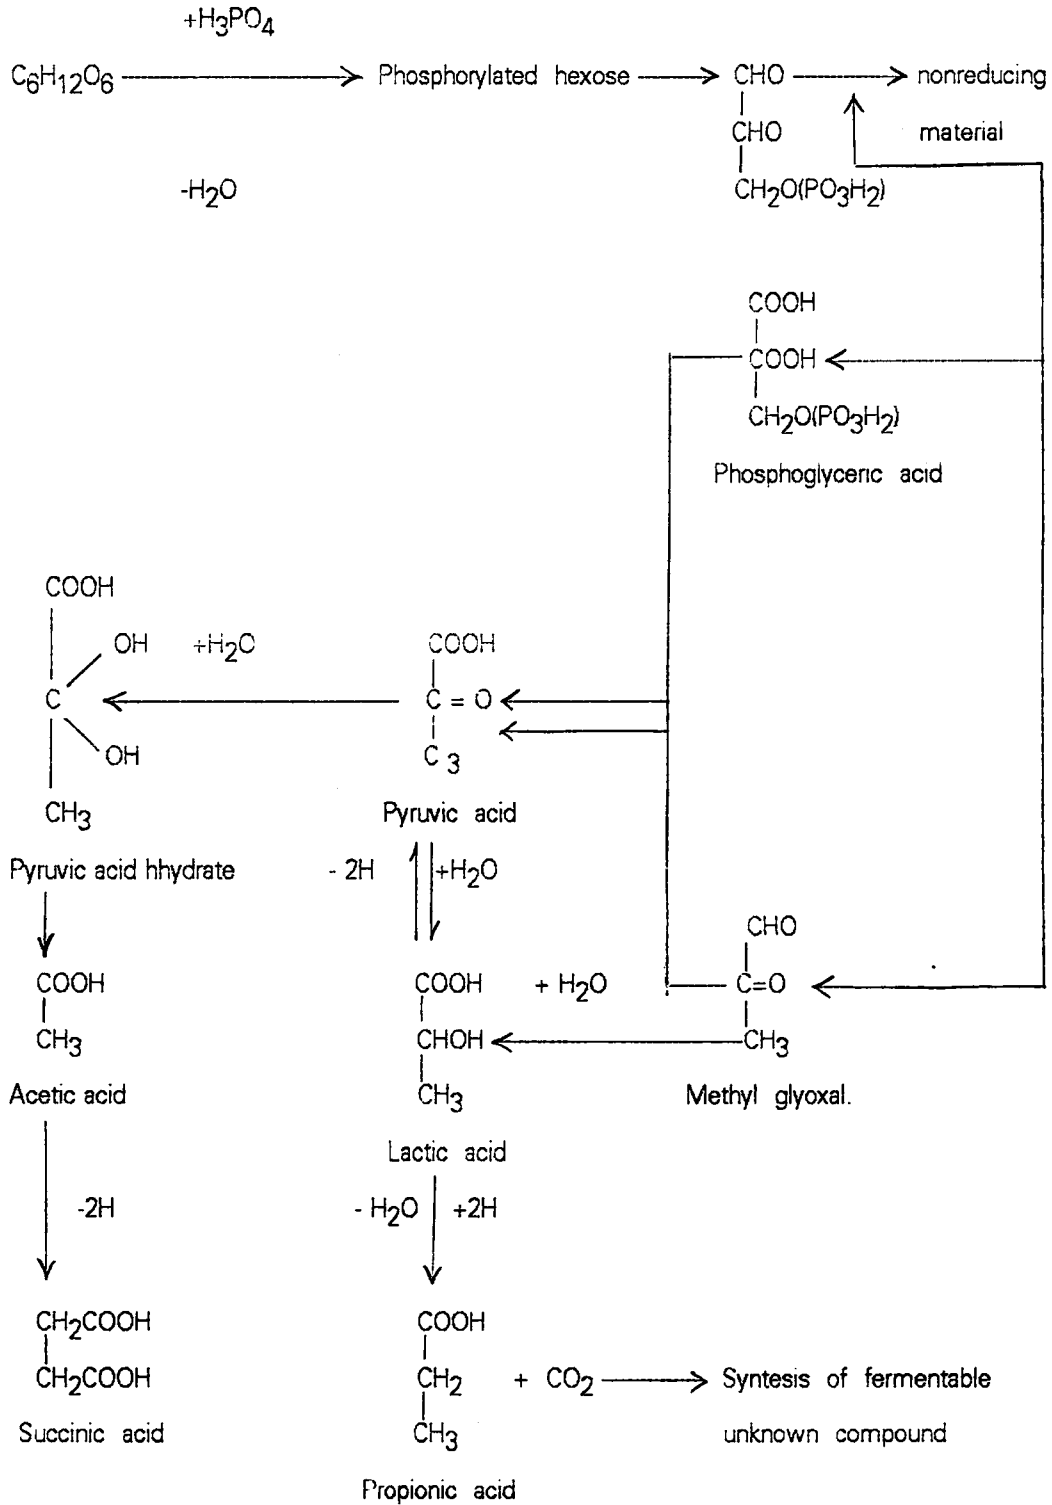 +H3PO4
C6H12O6 Phosphorylated hexose CHO nonreducing
CHO material
-H2O CH2O(PO3H2)
COOH
COOH
CH2O(PO3H2)
Phosphoglyceric acid
COOH
OH +H2O COOH
C C = O
OH C 3
CH3 Pyruvic acid
Pyruvic acid hhydrate - 2H +H2O
CHO
COOH COOH + H2O C=O
CH3 CHOH CH3
Acetic acid CH3 Methyl glyoxal.
Lactic acid
-2H - H2O +2H
CH2COOH COOH
CH2COOH CH2 + CO2 Syntesis of fermentable
Succinic acid CH3 unknown compound
Propionic acid